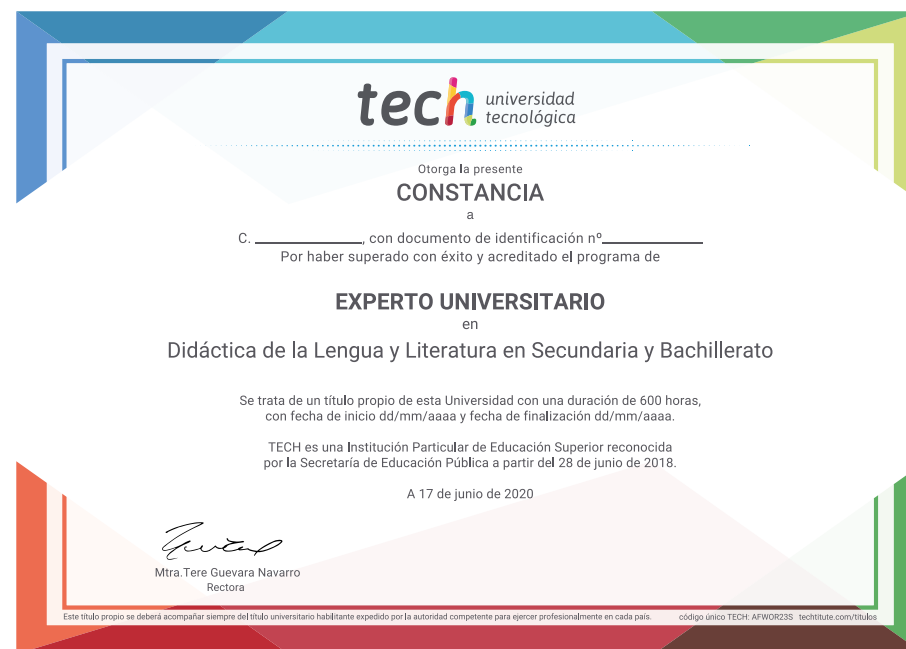 tech universidad
tecnológica
Otorga la presente
CONSTANCIA
a
C. ____________, con documento de identificación nº____________
Por haber superado con éxito y acreditado el programa de
EXPERTO UNIVERSITARIO
en
Didáctica de la Lengua y Literatura en Secundaria y Bachillerato
Se trata de un título propio de esta Universidad con una duración de 600 horas,
con fecha de inicio dd/mm/aaaa y fecha de finalización dd/mm/aaaa.
TECH es una Institución Particular de Educación Superior reconocida
por la Secretaría de Educación Pública a partir del 28 de junio de 2018.
A 17 de junio de 2020
Mtra.Tere Guevara Navarro
Rectora
Este título propio se deberá acompañar siempre del título universitario habilitante expedido por la autoridad competente para ejercer profesionalmente en cada país. código único TECH: AFWOR23S techtitute.com/titulos